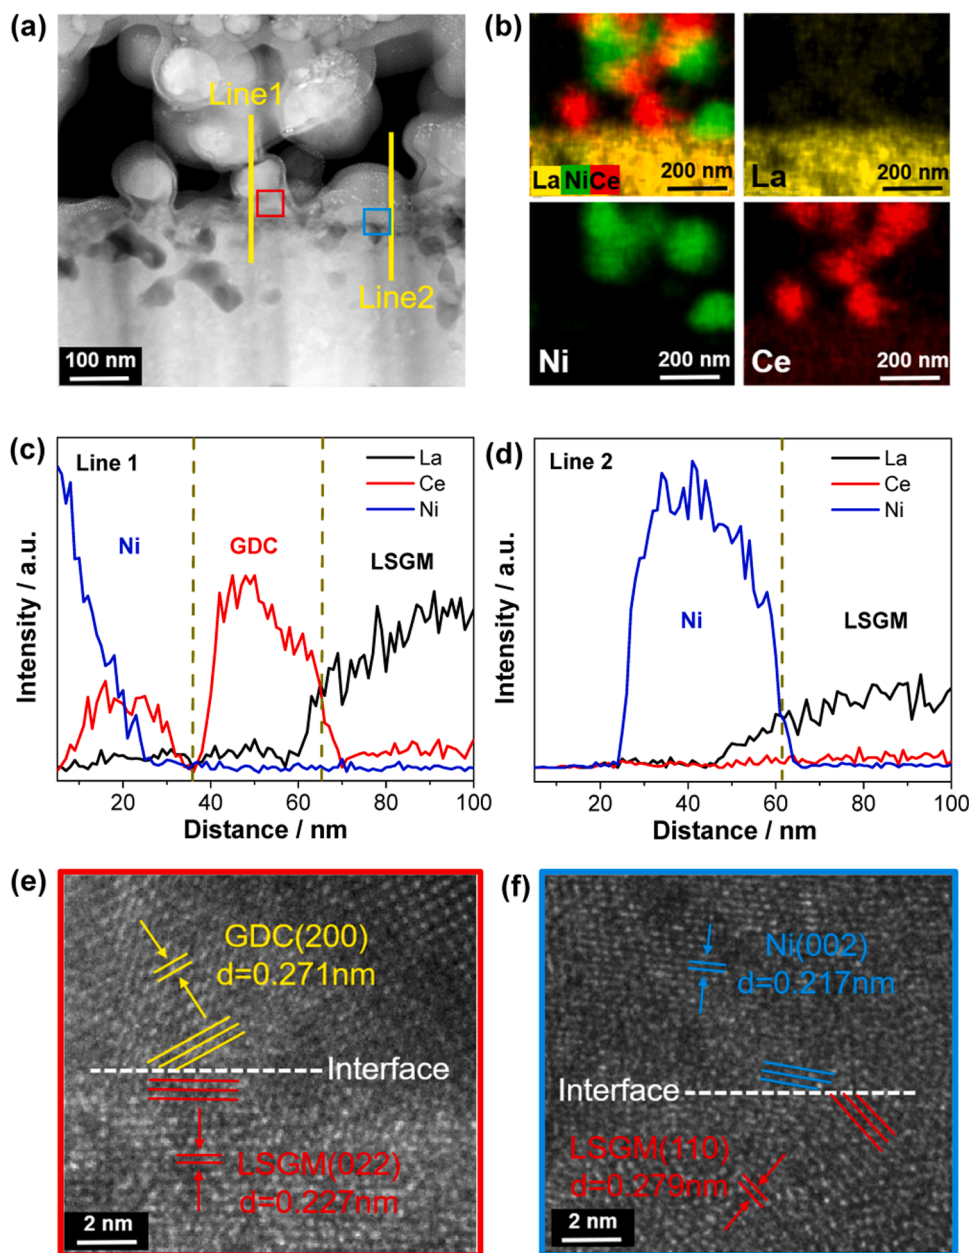 (a)
Line1
Line2
100 nm
(b)
La Ni Ce
200 nm
La
200 nm
Ni
200 nm
Ce
200 nm
(c)
Line 1
La
Ce
Ni
Ni
GDC
LSGM
Intensity / a.u.
20
40
60
80
100
Distance / nm
(d)
Line 2
La
Ce
Ni
Ni
LSGM
Intensity / a.u.
20
40
60
80
100
Distance / nm
(e)
GDC(200)
d=0.271nm
Interface
LSGM(022)
d=0.227nm
2 nm
(f)
Ni(002)
d=0.217nm
Interface
LSGM(110)
d=0.279nm
2 nm